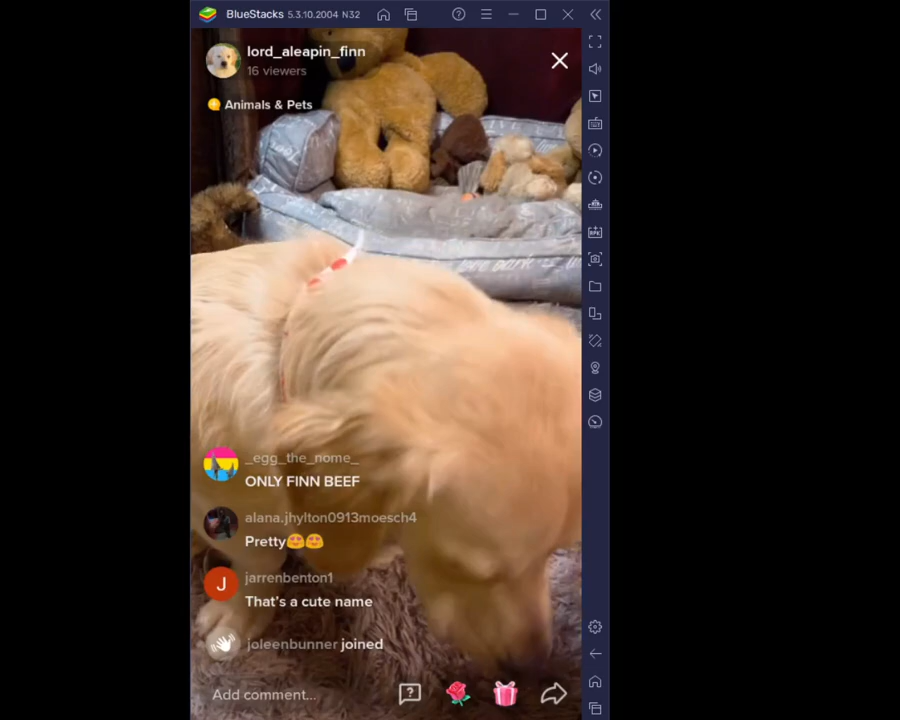 BlueStacks 5.3.10.2004 N32
lord_aleapin_finn
16 viewers
Animals & Pets
_egg_the_nome_
ONLY FINN BEEF
alana.jhylton0913moesch4
Pretty😍😍
jarrenbenton1
J
That's a cute name
joleenbunner joined
Add comment...